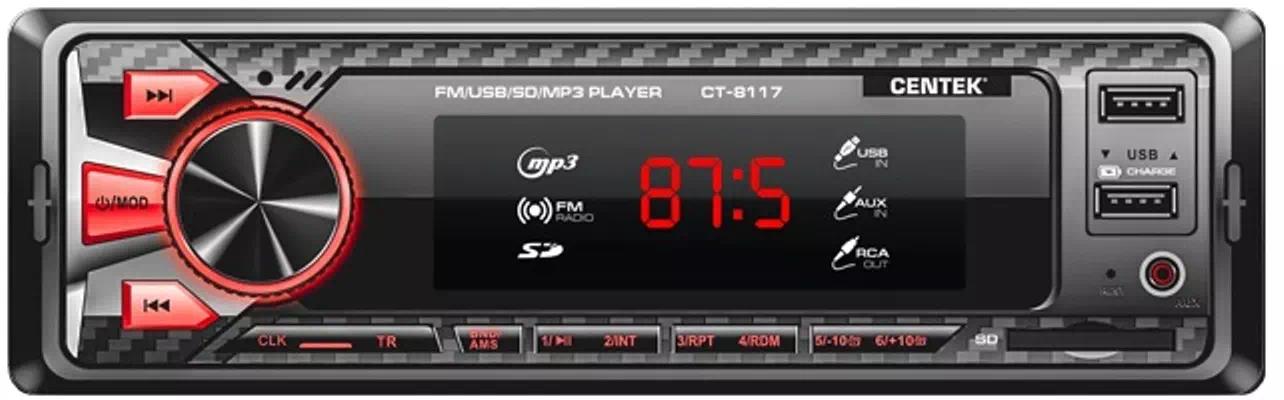 FM/USB/SD/MP3 PLAYER CT-8117 CENTEK®
mp3
FM
RADIO
SD
87:5
USB
IN
AUX
IN
RCA
OUT
▼ USB ▲
CHARGE
/MOD
AUX
CLK TR
BND/
AMS
1/ 2/INT
3/RPT 4/RDM
5/-10 6/+10
SD